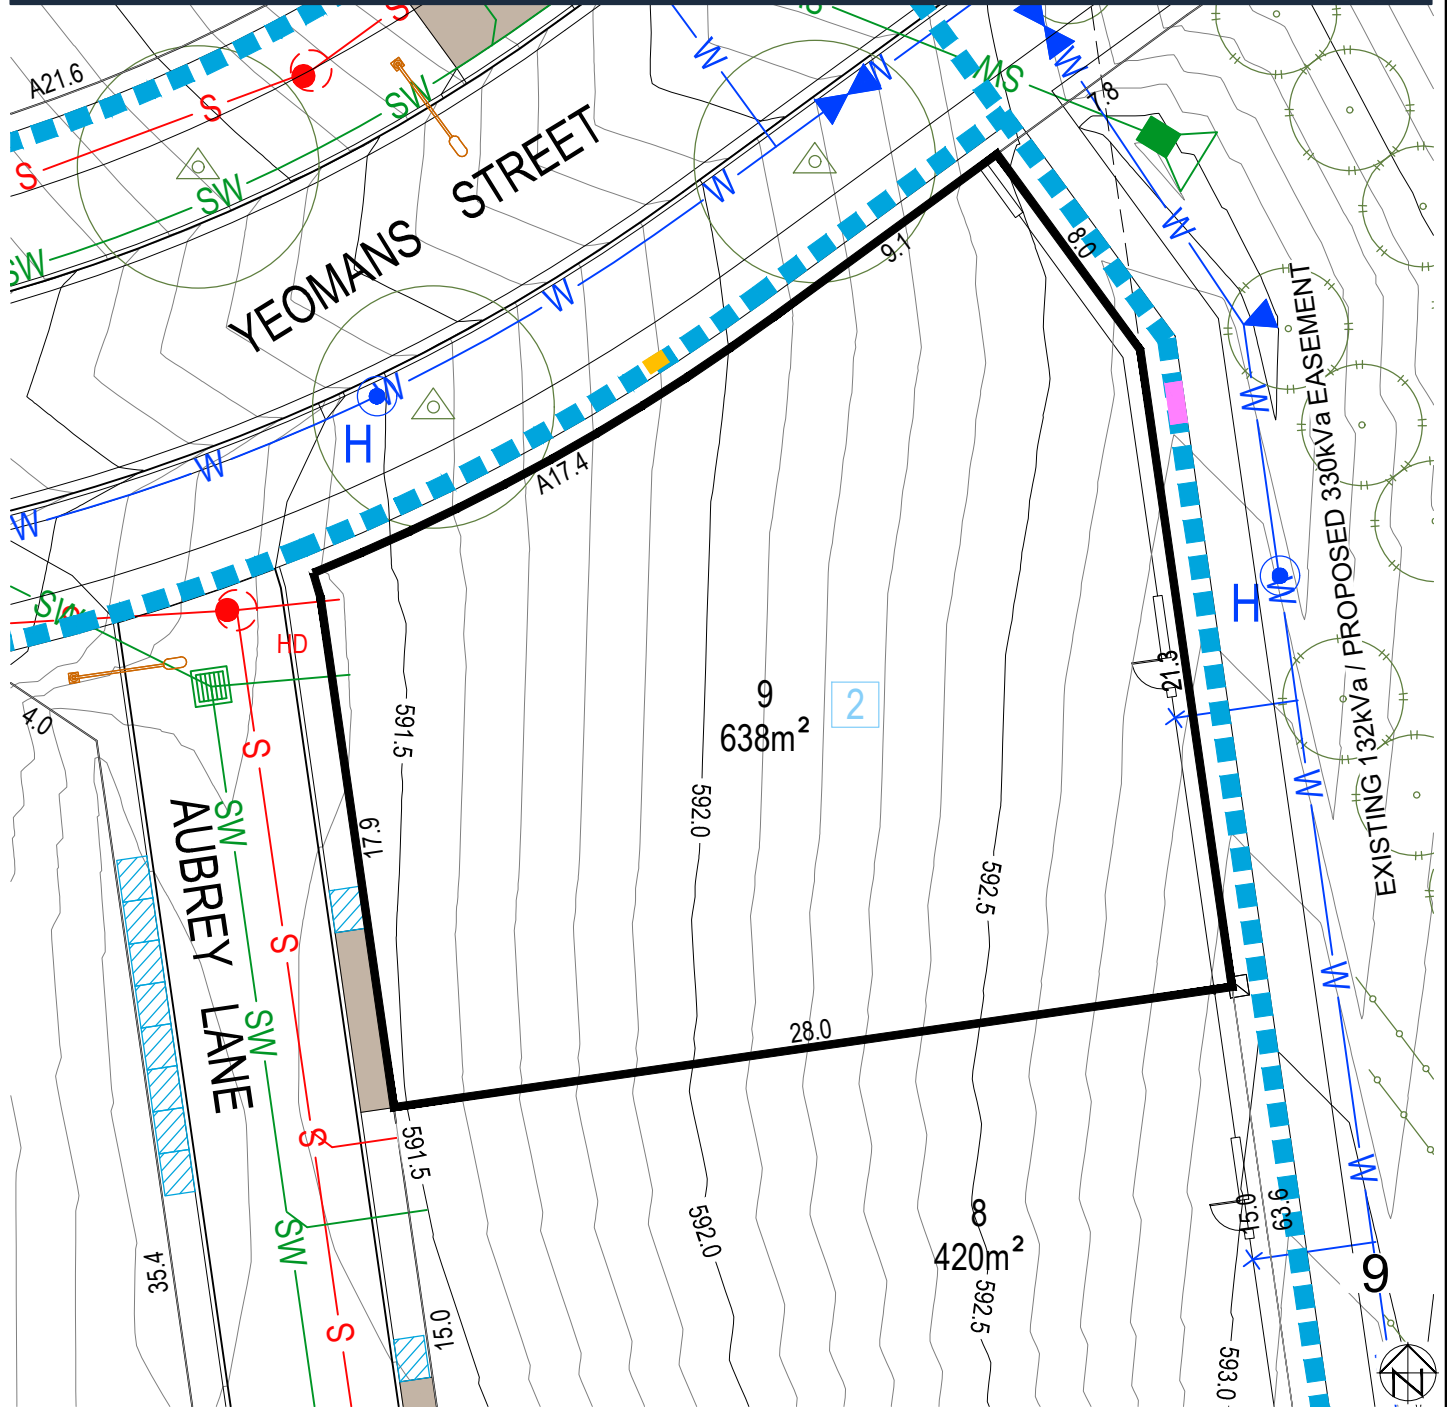 S
A21.6
S
SW
S
SW
SW
YEOMANS STREET
W
W
W
SW
7.8
W
W
W
9.1
8.0
W
H
W
W
A17.4
W
EXISTING 132kVa / PROPOSED 330kVa EASEMENT
SW
HD
H
W
4.0
S
591.5
9
638m²
2
21.3
W
592.0
SW
17.9
592.5
AUBREY LANE
S
W
SW
28.0
S
591.5
W
SW
592.0
8
420m²
592.5
15.0
63.6
9
35.4
S
15.0
593.0
N